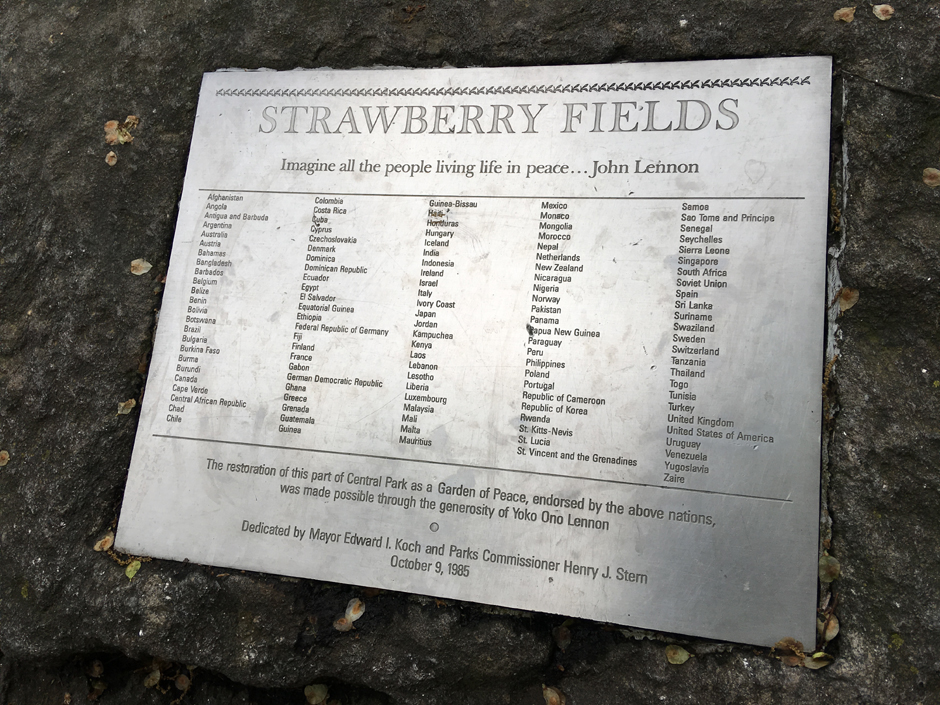 STRAWBERRY FIELDS
Imagine all the people living life in peace...John Lennon
Afghanistan
Angola
Antigua and Barbuda
Argentina
Australia
Austria
Bahamas
Bangladesh
Barbados
Belgium
Belize
Benin
Bolivia
Botswana
Brazil
Bulgaria
Burkina Faso
Burma
Burundi
Canada
Cape Verde
Central African Republic
Chad
Chile
Colombia
Costa Rica
Cuba
Cyprus
Czechoslovakia
Denmark
Dominica
Dominican Republic
Ecuador
Egypt
El Salvador
Equatorial Guinea
Ethiopia
Federal Republic of Germany
Fiji
Finland
France
Gabon
German Democratic Republic
Ghana
Greece
Grenada
Guatemala
Guinea
Guinea-Bissau
Haiti
Honduras
Hungary
Iceland
India
Indonesia
Ireland
Israel
Italy
Ivory Coast
Japan
Jordan
Kampuchea
Kenya
Laos
Lebanon
Lesotho
Liberia
Luxembourg
Malaysia
Mali
Malta
Mauritius
Mexico
Monaco
Mongolia
Morocco
Nepal
Netherlands
New Zealand
Nicaragua
Nigeria
Norway
Pakistan
Panama
Papua New Guinea
Paraguay
Peru
Philippines
Poland
Portugal
Republic of Cameroon
Republic of Korea
Rwanda
St. Kitts-Nevis
St. Lucia
St. Vincent and the Grenadines
Samoa
Sao Tome and Principe
Senegal
Seychelles
Sierra Leone
Singapore
South Africa
Soviet Union
Spain
Sri Lanka
Suriname
Swaziland
Sweden
Switzerland
Tanzania
Thailand
Togo
Tunisia
Turkey
United Kingdom
United States of America
Uruguay
Venezuela
Yugoslavia
Zaire
The restoration of this part of Central Park as a Garden of Peace, endorsed by the above nations,
was made possible through the generosity of Yoko Ono Lennon
Dedicated by Mayor Edward I. Koch and Parks Commissioner Henry J. Stern
October 9, 1985